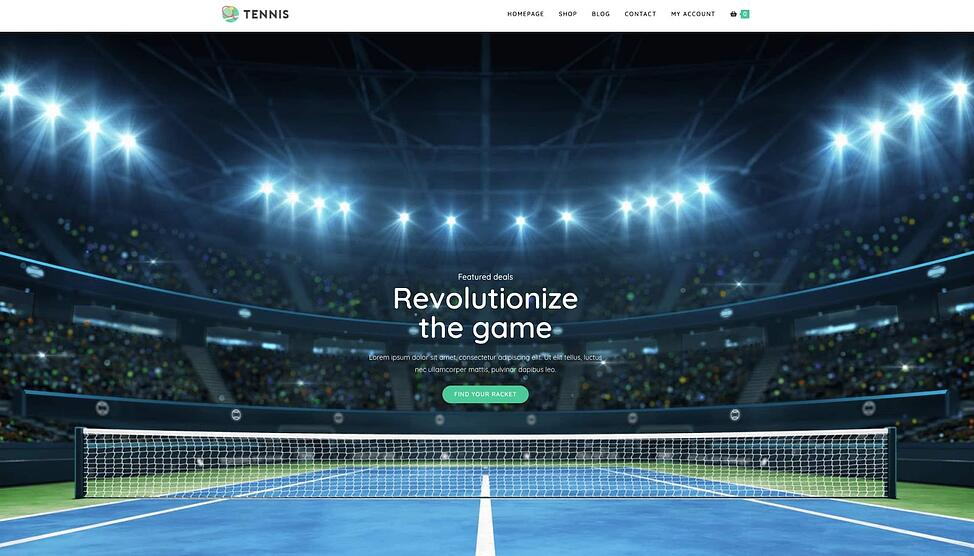 TENNIS
HOMEPAGE SHOP BLOG CONTACT MY ACCOUNT 0
Featured deals
Revolutionize
the game
Lorem ipsum dolor sit amet, consectetur adipiscing elit. Ut elit tellus, luctus
nec ullamcorper mattis, pulvinar dapibus leo.
FIND YOUR RACKET